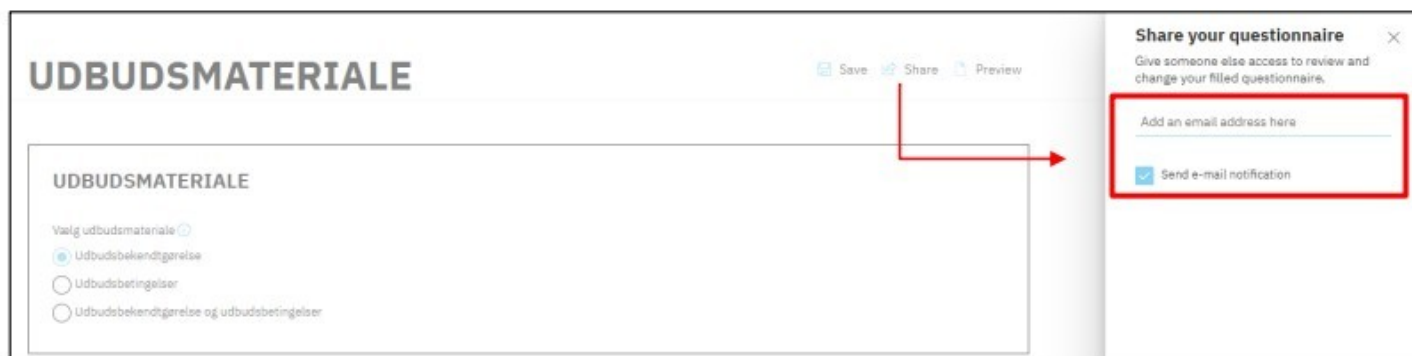 UDBUDSMATERIALE
Save Share Preview
UDBUDSMATERIALE
Vælg udbudsmateriale
Udbudsbekendtgørelse
Udbudsbetingelser
Udbudsbekendtgørelse og udbudsbetingelser
Share your questionnaire
Give someone else access to review and
change your filled questionnaire.
Add an email address here
Send e-mail notification